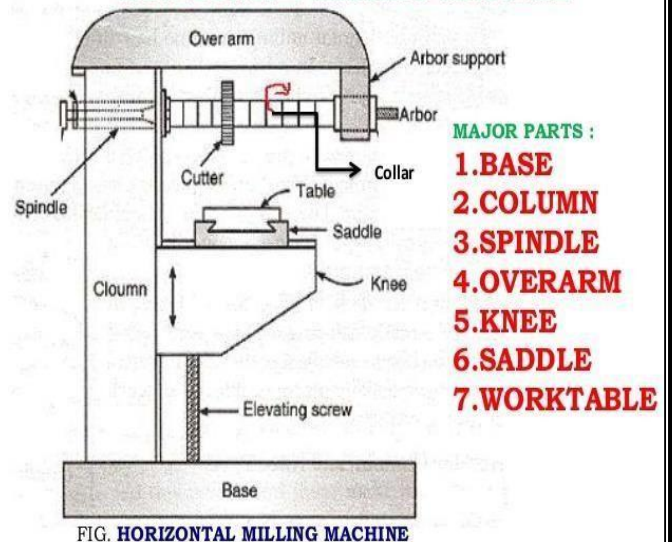 Over arm
Arbor support
Arbor
Cutter
Collar
Spindle
Table
Saddle
Cloumn
Knee
Elevating screw
Base
FIG. HORIZONTAL MILLING MACHINE
MAJOR PARTS :
1.BASE
2.COLUMN
3.SPINDLE
4.OVERARM
5.KNEE
6.SADDLE
7.WORKTABLE